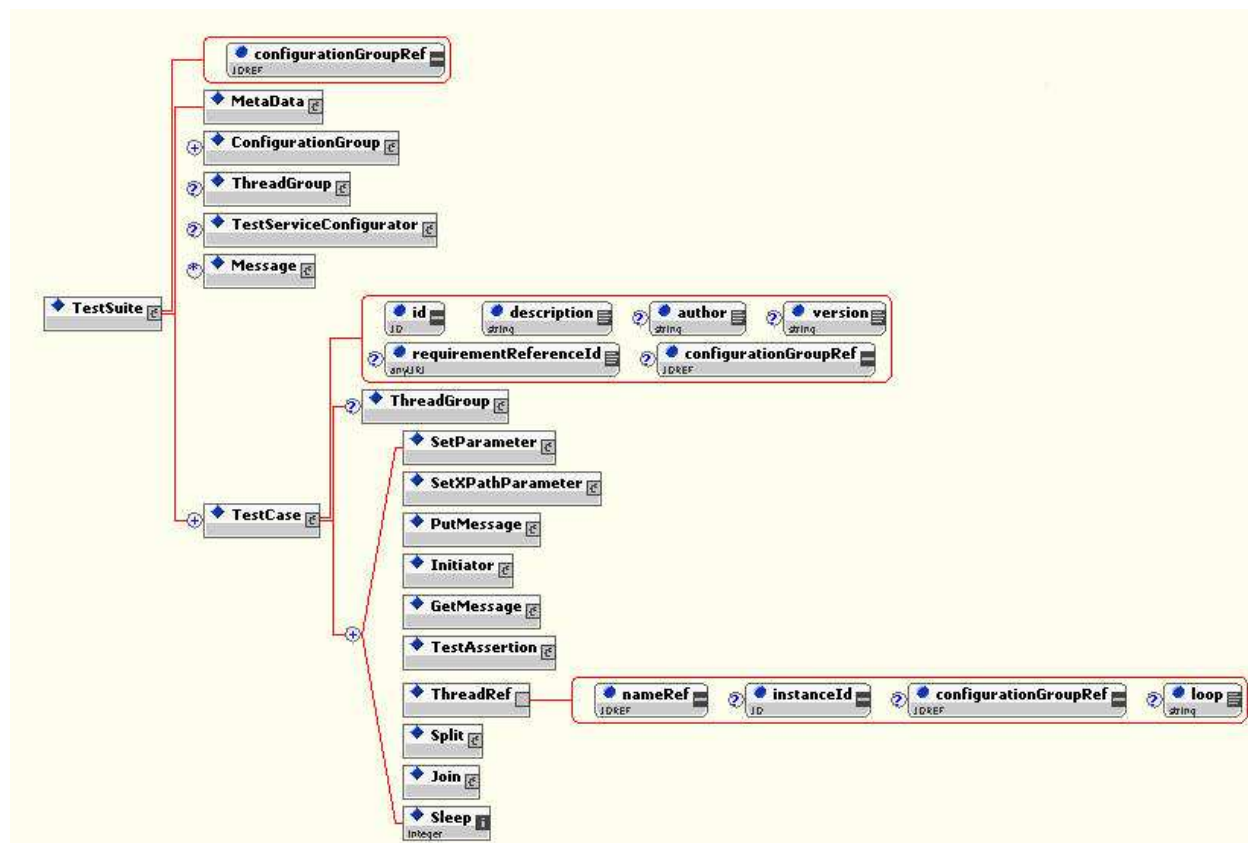 configurationGroupRef
IDREF
MetaData
ConfigurationGroup
ThreadGroup
TestServiceConfigurator
Message
TestSuite
id
ID
description
string
author
string
version
string
requirementReferenceId
anyURI
configurationGroupRef
IDREF
ThreadGroup
SetParameter
SetXPathParameter
TestCase
PutMessage
Initiator
GetMessage
TestAssertion
ThreadRef
nameRef
IDREF
instanceId
ID
configurationGroupRef
IDREF
loop
string
Split
Join
Sleep
integer